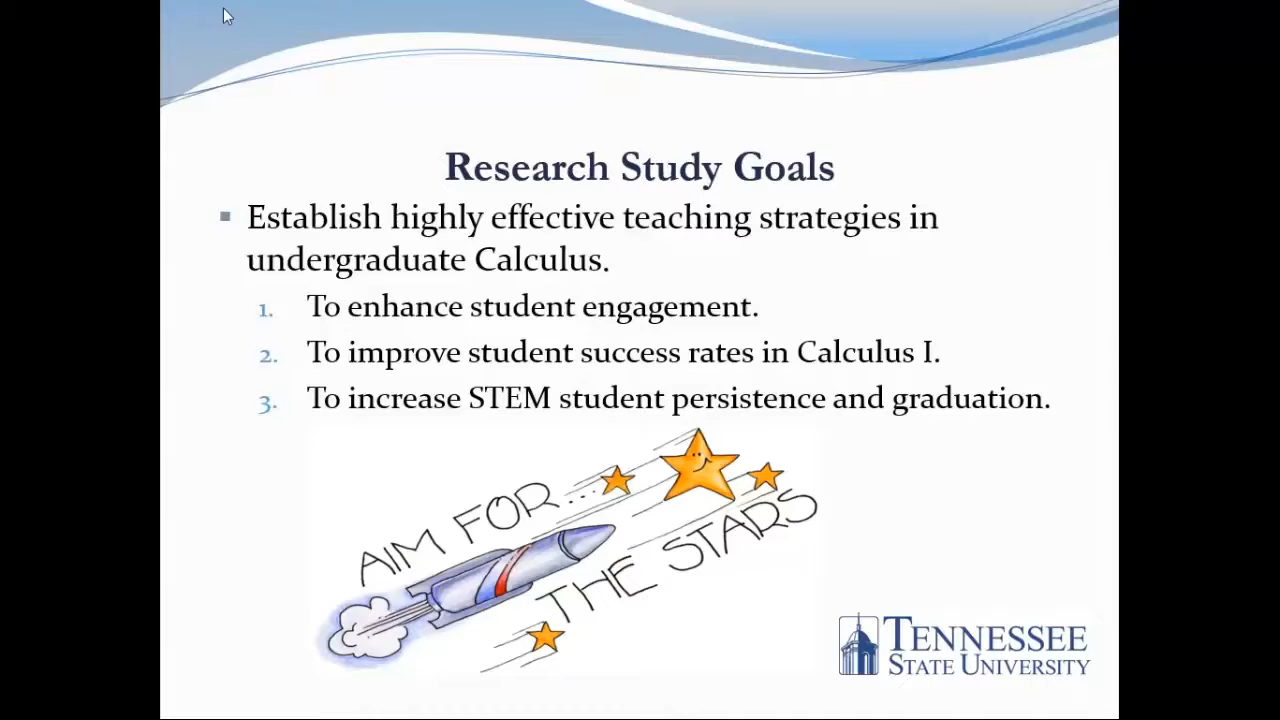 Research Study Goals
▪ Establish highly effective teaching strategies in
undergraduate Calculus.
1. To enhance student engagement.
2. To improve student success rates in Calculus I.
3. To increase STEM student persistence and graduation.
AIM FOR...
THE STARS
TENNESSEE
STATE UNIVERSITY